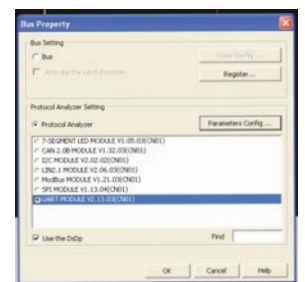 Bus Property
Bus Setting
Bus
Color Config ...
Activate the Latch Function
Register...
Protocol Analyzer Setting
Protocol Analyzer
Parameters Config ...
7-SEGMENT LED MODULE V1.05.03(CN01)
CAN 2.0B MODULE V1.32.03(CN01)
I2C MODULE V2.02.02(CN01)
LIN2.1 MODULE V2.06.03(CN01)
ModBus MODULE V1.21.03(CN01)
SPI MODULE V1.13.04(CN01)
UART MODULE V2.13.03(CN01)
Use the DsDp
Find
OK
Cancel
Help